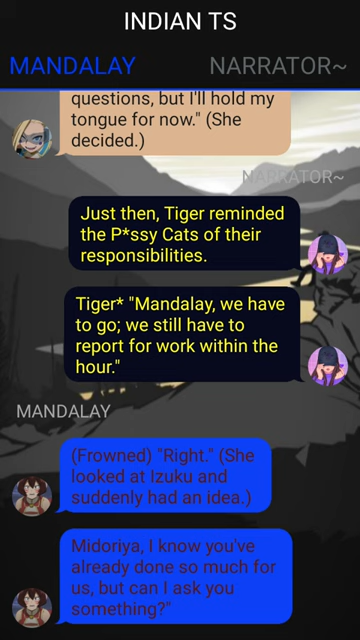 INDIAN TS
MANDALAY NARRATOR~
questions, but I'll hold my
tongue for now." (She
decided.)
NARRATOR~
Just then, Tiger reminded
the P*ssy Cats of their
responsibilities.
Tiger* "Mandalay, we have
to go; we still have to
report for work within the
hour."
MANDALAY
(Frowned) "Right." (She
looked at Izuku and
suddenly had an idea.)
Midoriya, I know you've
already done so much for
us, but can I ask you
something?"